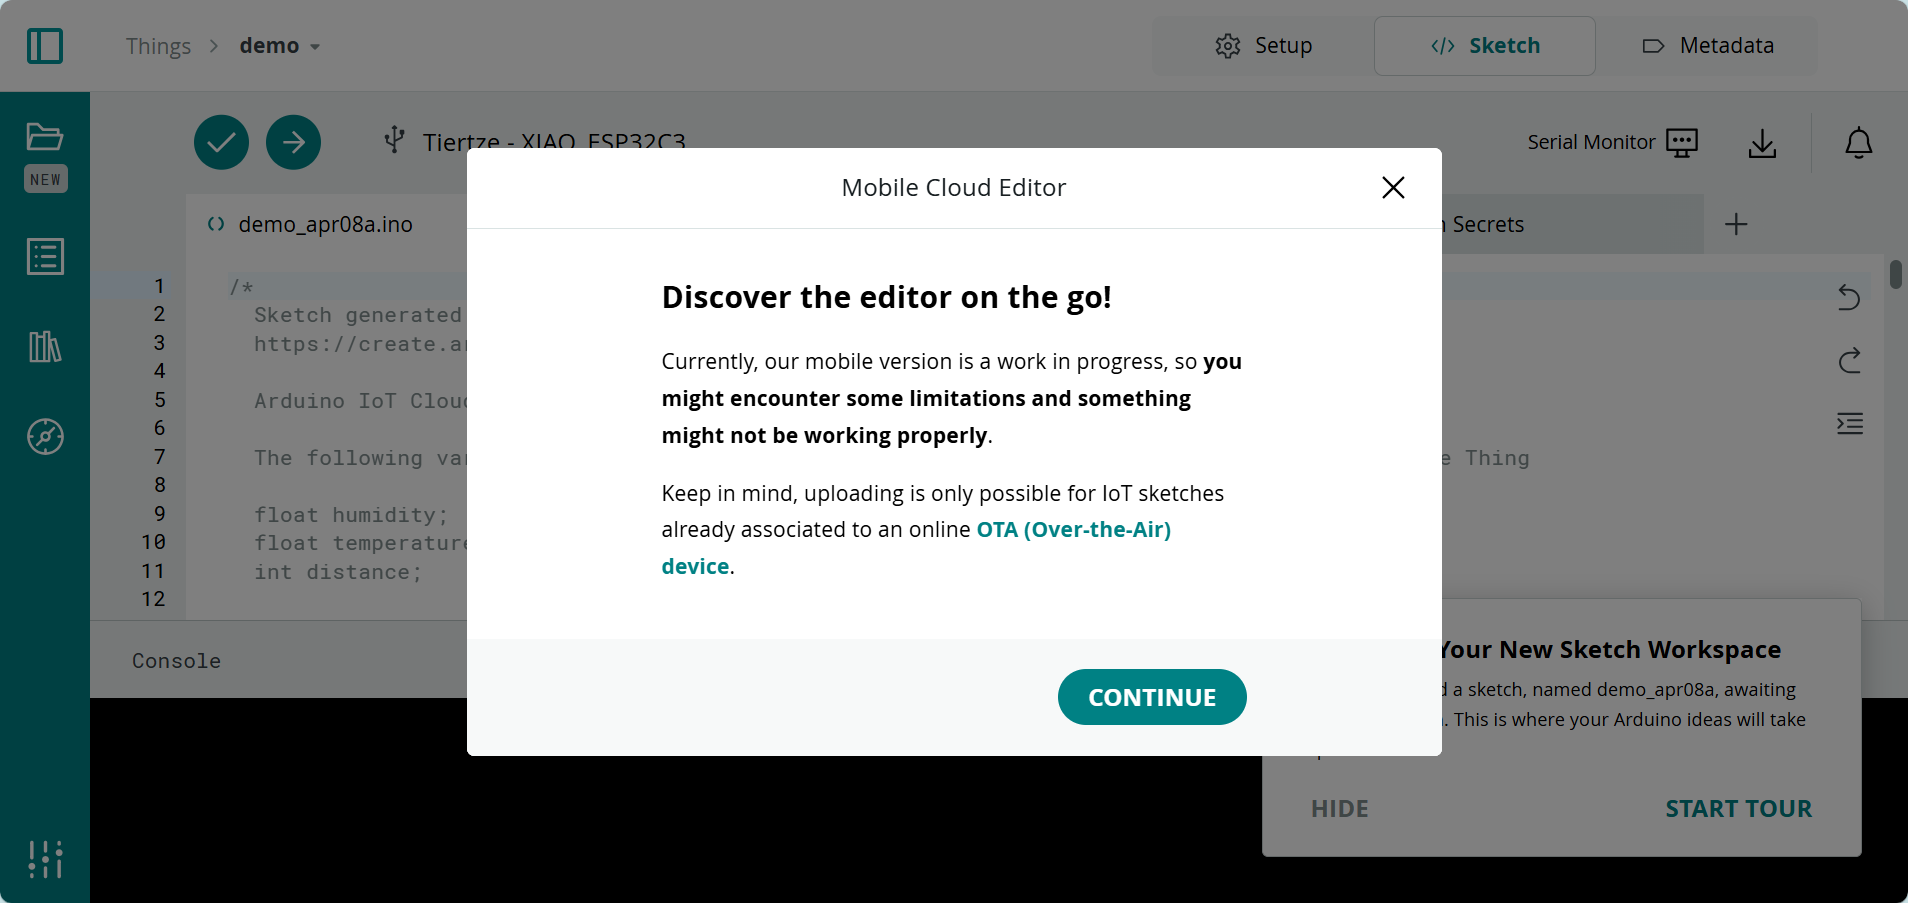 Things > demo
Setup
</> Sketch
Metadata
NEW
Tiertze - XIAO_ESP32C3
Serial Monitor
Mobile Cloud Editor
demo_apr08a.ino
Secrets
1 /*
2 Sketch generated
3 https://create.ar
4
5 Arduino IoT Cloud
6
7 The following var
e Thing
8
9 float humidity;
10 float temperature
11 int distance;
12
Discover the editor on the go!
Currently, our mobile version is a work in progress, so you
might encounter some limitations and something
might not be working properly.
Keep in mind, uploading is only possible for IoT sketches
already associated to an online OTA (Over-the-Air)
device.
CONTINUE
Console
Your New Sketch Workspace
d a sketch, named demo_apr08a, awaiting
. This is where your Arduino ideas will take
HIDE
START TOUR